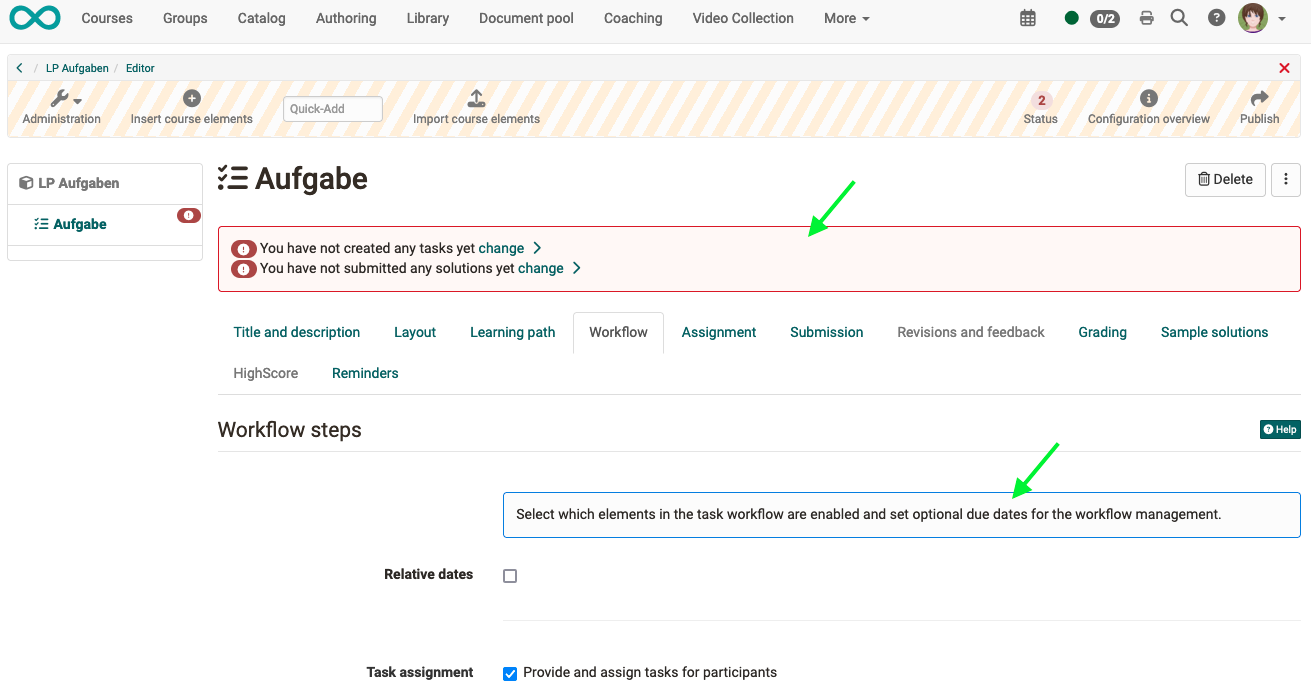 Courses Groups Catalog Authoring Library Document pool Coaching Video Collection More 0/2
/ LP Aufgaben / Editor
Administration Insert course elements Quick-Add Import course elements 2 Status Configuration overview Publish
LP Aufgaben
Aufgabe
Aufgabe
Delete
You have not created any tasks yet change
You have not submitted any solutions yet change
Title and description Layout Learning path Workflow Assignment Submission Revisions and feedback Grading Sample solutions
HighScore Reminders
Workflow steps
Help
Select which elements in the task workflow are enabled and set optional due dates for the workflow management.
Relative dates
Task assignment Provide and assign tasks for participants